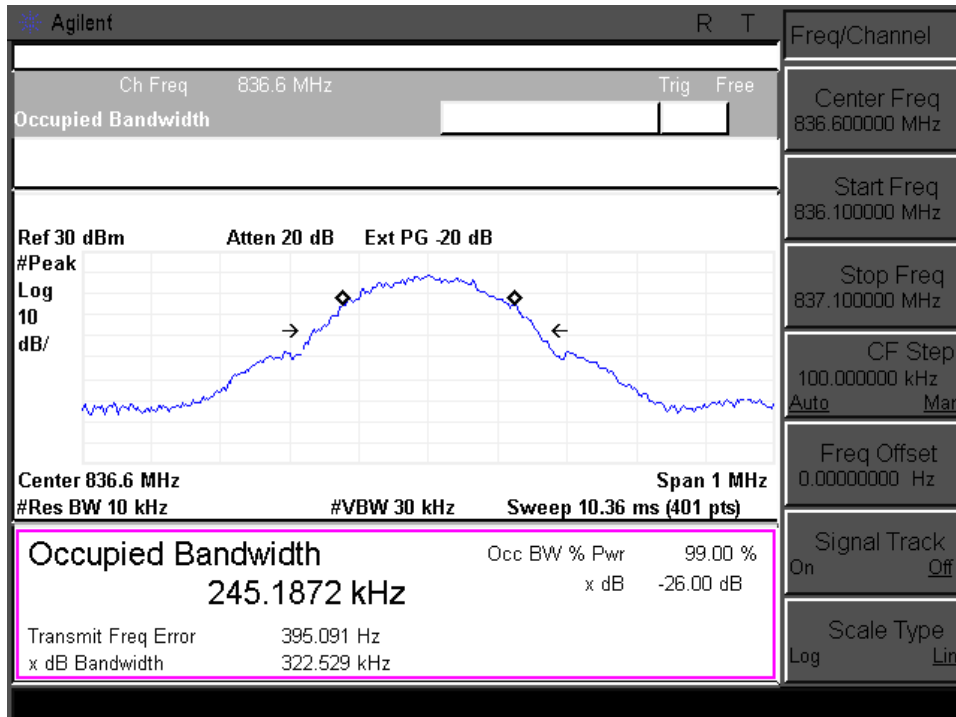 Agilent R T
Ch Freq 836.6 MHz Trig Free
Occupied Bandwidth
Ref 30 dBm Atten 20 dB Ext PG -20 dB
#Peak
Log
10
dB/
Center 836.6 MHz Span 1 MHz
#Res BW 10 kHz #VBW 30 kHz Sweep 10.36 ms (401 pts)
Occupied Bandwidth
245.1872 kHz
Occ BW % Pwr 99.00 %
x dB -26.00 dB
Transmit Freq Error 395.091 Hz
x dB Bandwidth 322.529 kHz
Freq/Channel
Center Freq
836.600000 MHz
Start Freq
836.100000 MHz
Stop Freq
837.100000 MHz
CF Step
100.000000 kHz
Auto Man
Freq Offset
0.00000000 Hz
Signal Track
On Off
Scale Type
Log Lin